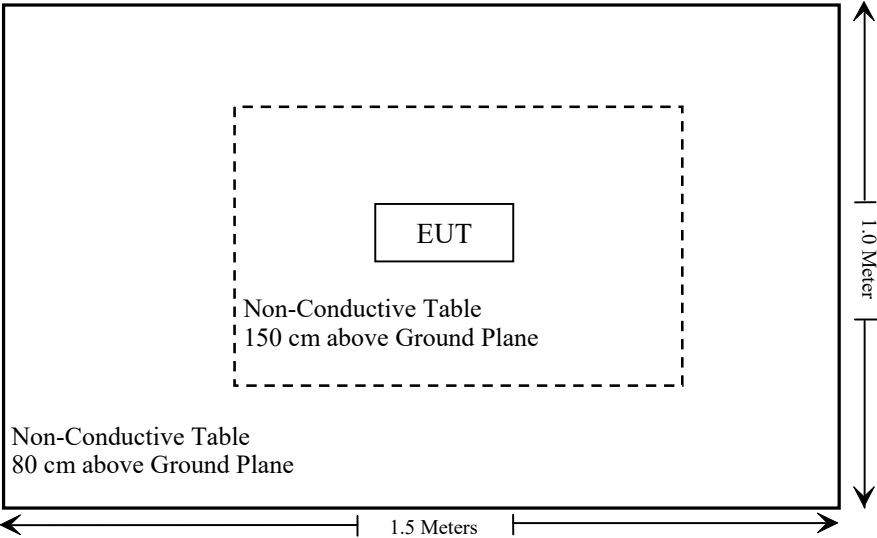 EUT
Non-Conductive Table
150 cm above Ground Plane
Non-Conductive Table
80 cm above Ground Plane
1.5 Meters
1.0 Meter